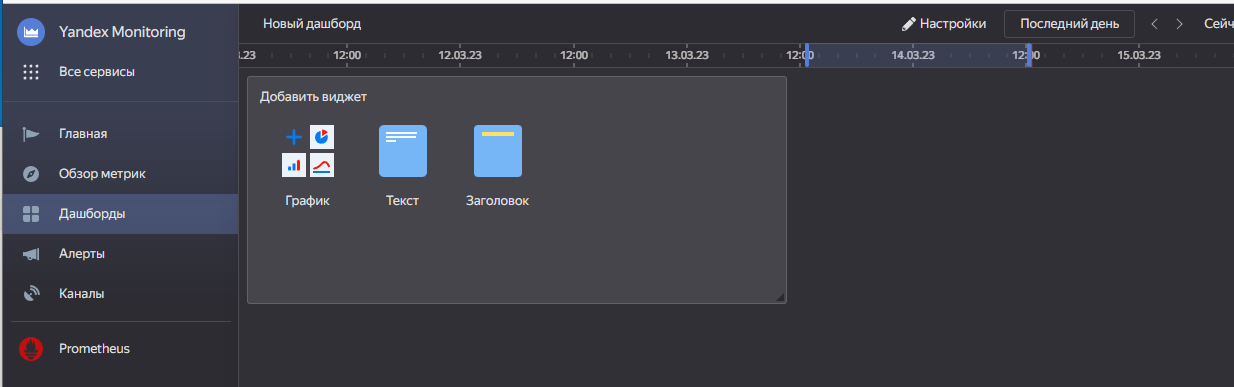 Yandex Monitoring
Все сервисы
Главная
Обзор метрик
Дашборды
Алерты
Каналы
Prometheus
Новый дашборд
Настройки
Последний день
Сейч
.23 12:00 12.03.23 12:00 13.03.23 12:00 14.03.23 12:00 15.03.23
Добавить виджет
График Текст Заголовок